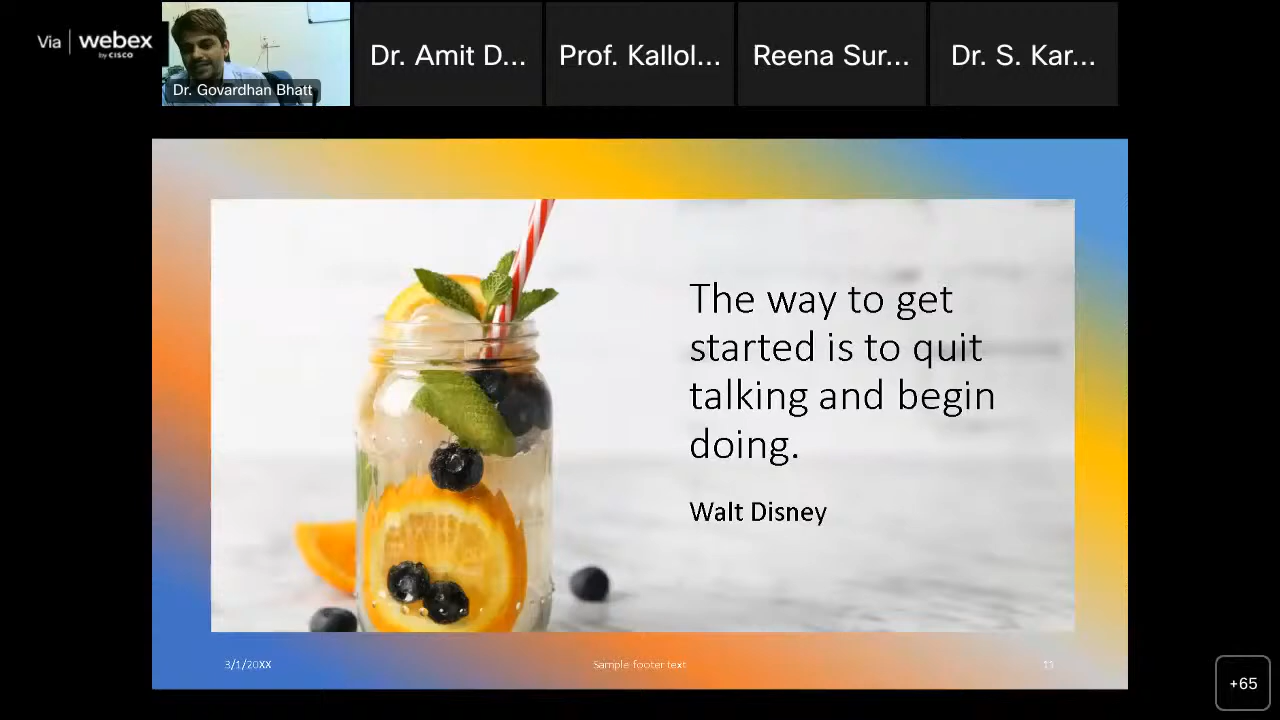 Via webex
by CISCO
Dr. Govardhan Bhatt
Dr. Amit D...
Prof. Kallol...
Reena Sur...
Dr. S. Kar...
The way to get
started is to quit
talking and begin
doing.
Walt Disney
3/1/20XX
Sample footer text
11
+65